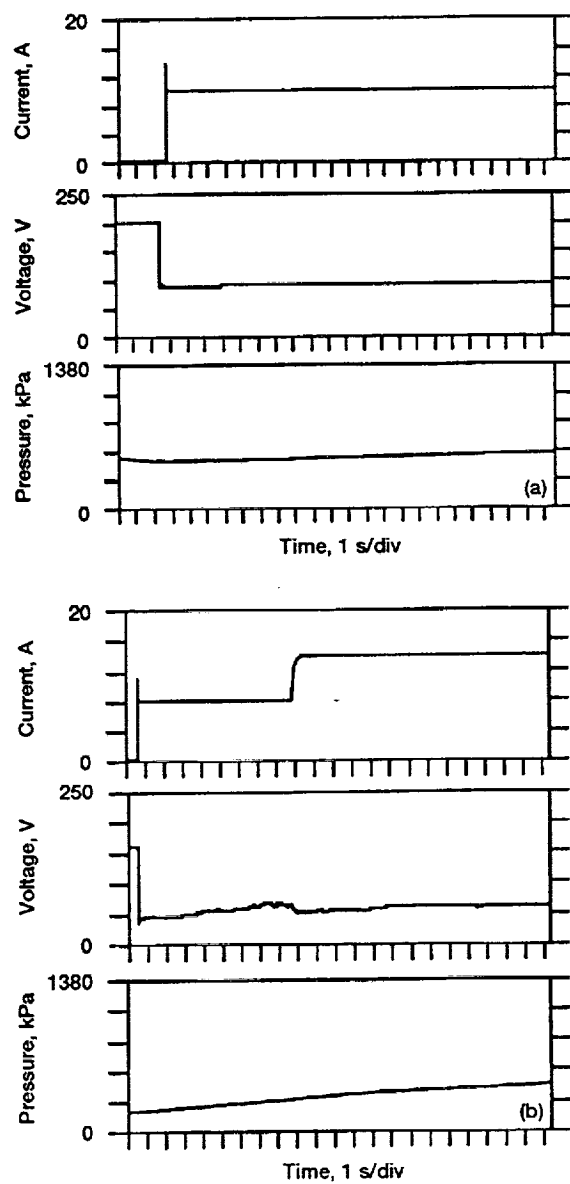 20
Current, A
0
250
Voltage, V
0
1380
Pressure, kPa
0
(a)
Time, 1 s/div
20
Current, A
0
250
Voltage, V
0
1380
Pressure, kPa
0
(b)
Time, 1 s/div